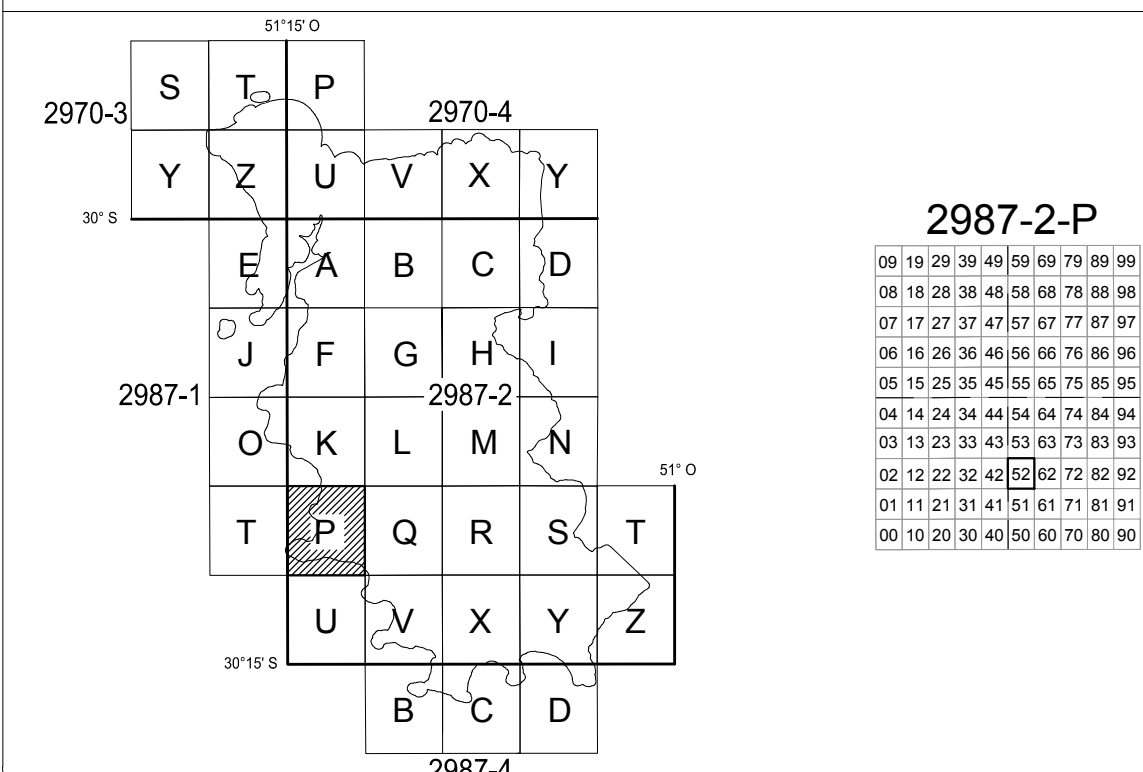 51°15' O
S T P
2970-3
2970-4
Y Z U V X Y
30° S
E A B C D
J F G H I
2987-1
2987-2
O K L M N
51° O
T P Q R S T
U V X Y Z
30°15' S
B C D
2987-4
2987-2-P
09 19 29 39 49 59 69 79 89 99
08 18 28 38 48 58 68 78 88 98
07 17 27 37 47 57 67 77 87 97
06 16 26 36 46 56 66 76 86 96
05 15 25 35 45 55 65 75 85 95
04 14 24 34 44 54 64 74 84 94
03 13 23 33 43 53 63 73 83 93
02 12 22 32 42 52 62 72 82 92
01 11 21 31 41 51 61 71 81 91
00 10 20 30 40 50 60 70 80 90